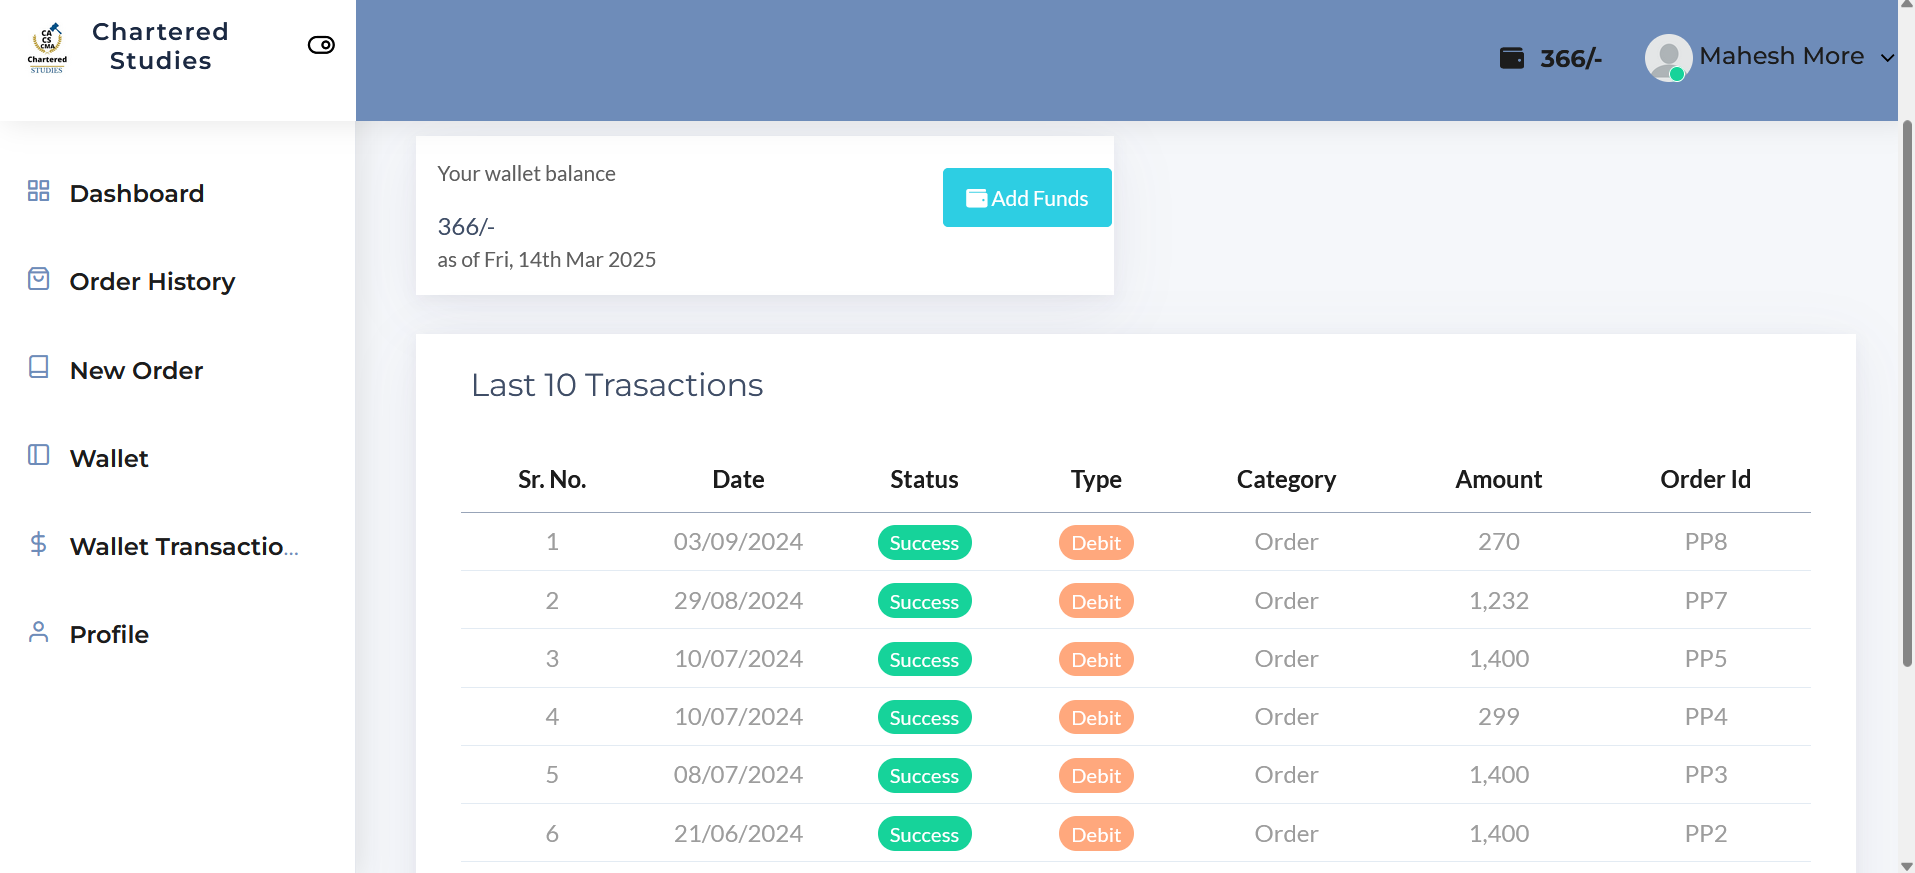 CA
CS
CMA
Chartered
STUDIES
Chartered
Studies
366/-
Mahesh More
Dashboard
Order History
New Order
Wallet
Wallet Transactio...
Profile
Your wallet balance
366/-
as of Fri, 14th Mar 2025
Add Funds
Last 10 Trasactions
Sr. No. Date Status Type Category Amount Order Id
1 03/09/2024 Success Debit Order 270 PP8
2 29/08/2024 Success Debit Order 1,232 PP7
3 10/07/2024 Success Debit Order 1,400 PP5
4 10/07/2024 Success Debit Order 299 PP4
5 08/07/2024 Success Debit Order 1,400 PP3
6 21/06/2024 Success Debit Order 1,400 PP2